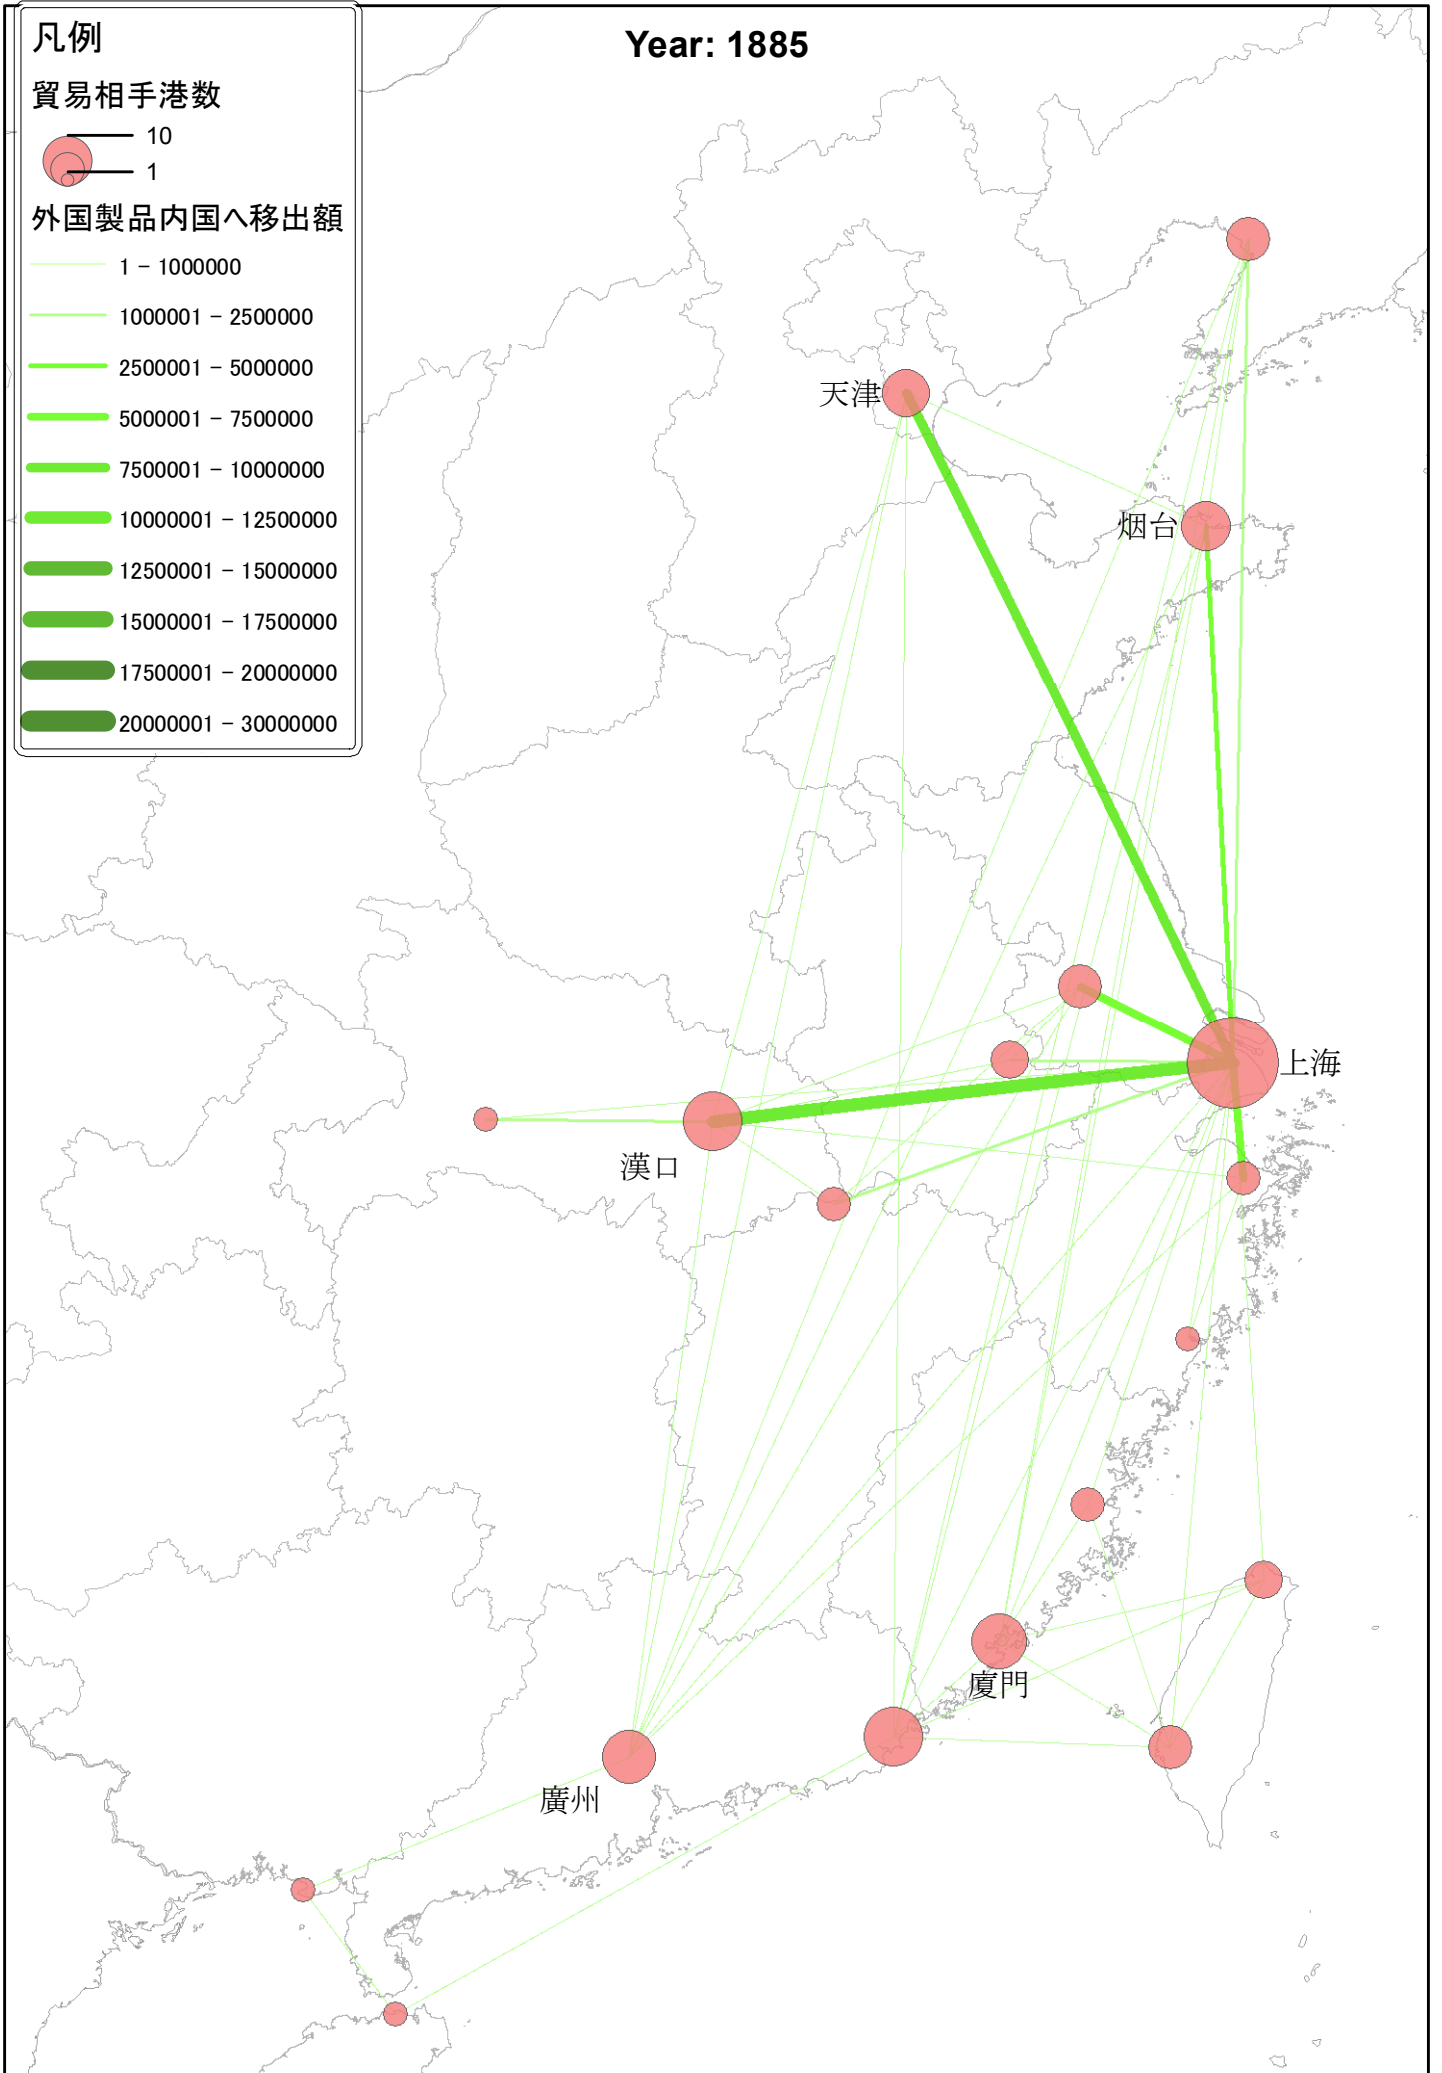 Year: 1885
凡例
貿易相手港数
10
1
外国製品内国へ移出額
1 - 1000000
1000001 - 2500000
2500001 - 5000000
5000001 - 7500000
7500001 - 10000000
10000001 - 12500000
12500001 - 15000000
15000001 - 17500000
17500001 - 20000000
20000001 - 30000000
天津
烟台
上海
漢口
廈門
廣州